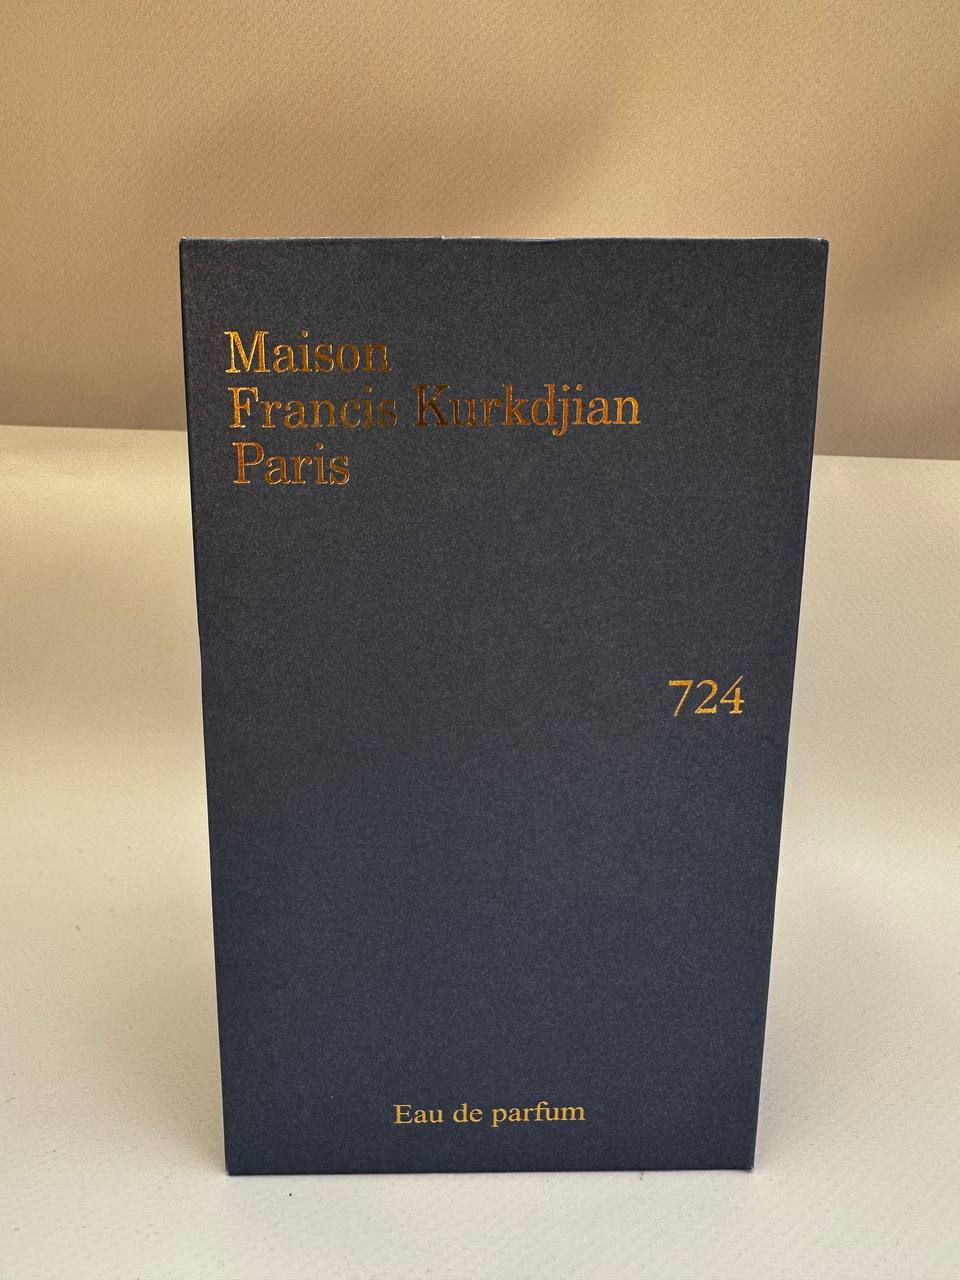 Maison
Francis Kurkdjian
Paris
724
Eau de parfum